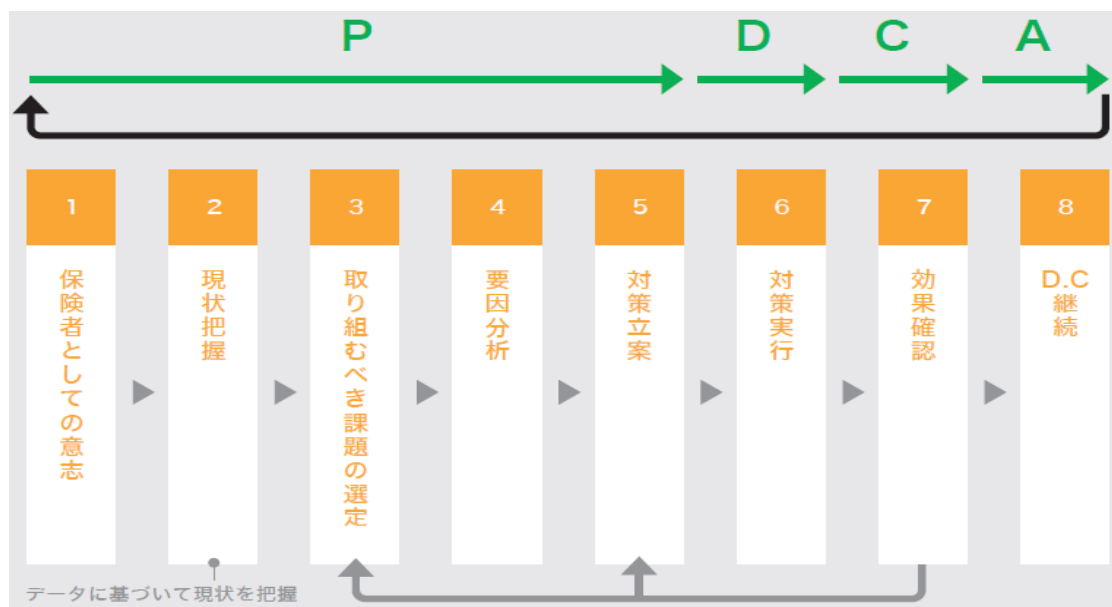 P
D
C
A
1
保険者としての意志
2
現状把握
3
取り組むべき課題の選定
4
要因分析
5
対策立案
6
対策実行
7
効果確認
8
D.C
継続
データに基づいて現状を把握